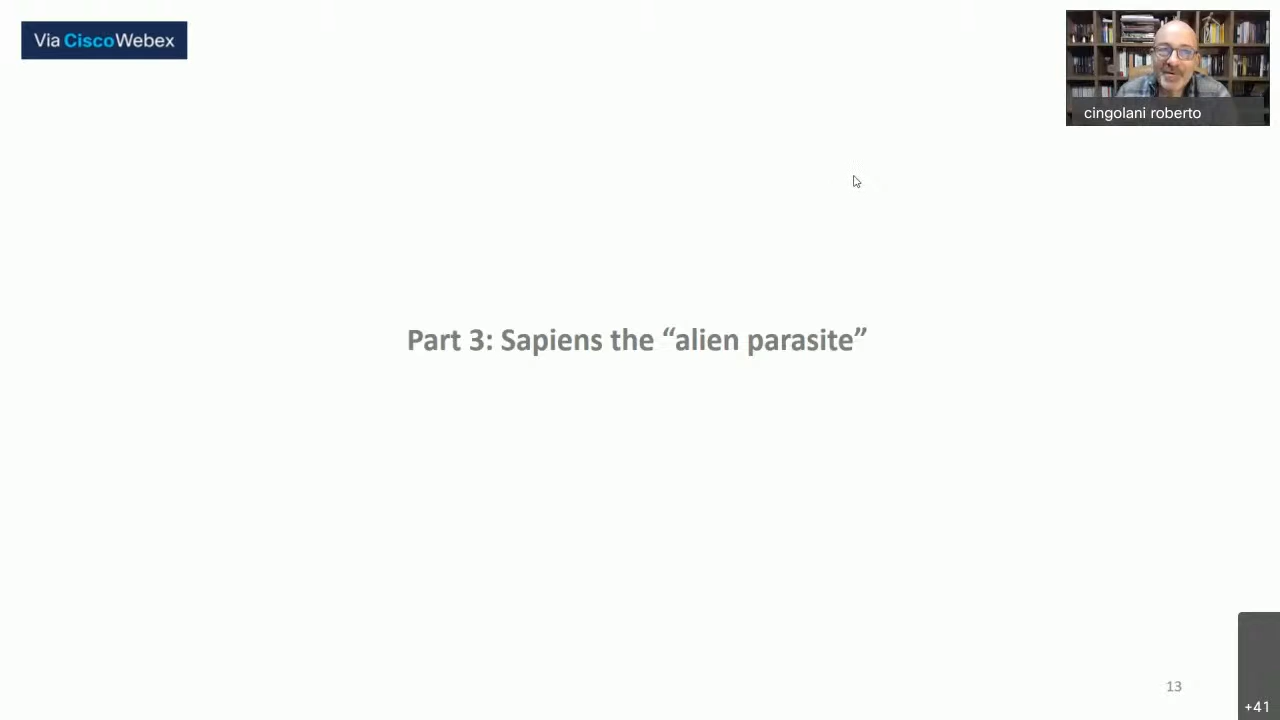 Via CiscoWebex
cingolani roberto
Part 3: Sapiens the “alien parasite”
13
+41